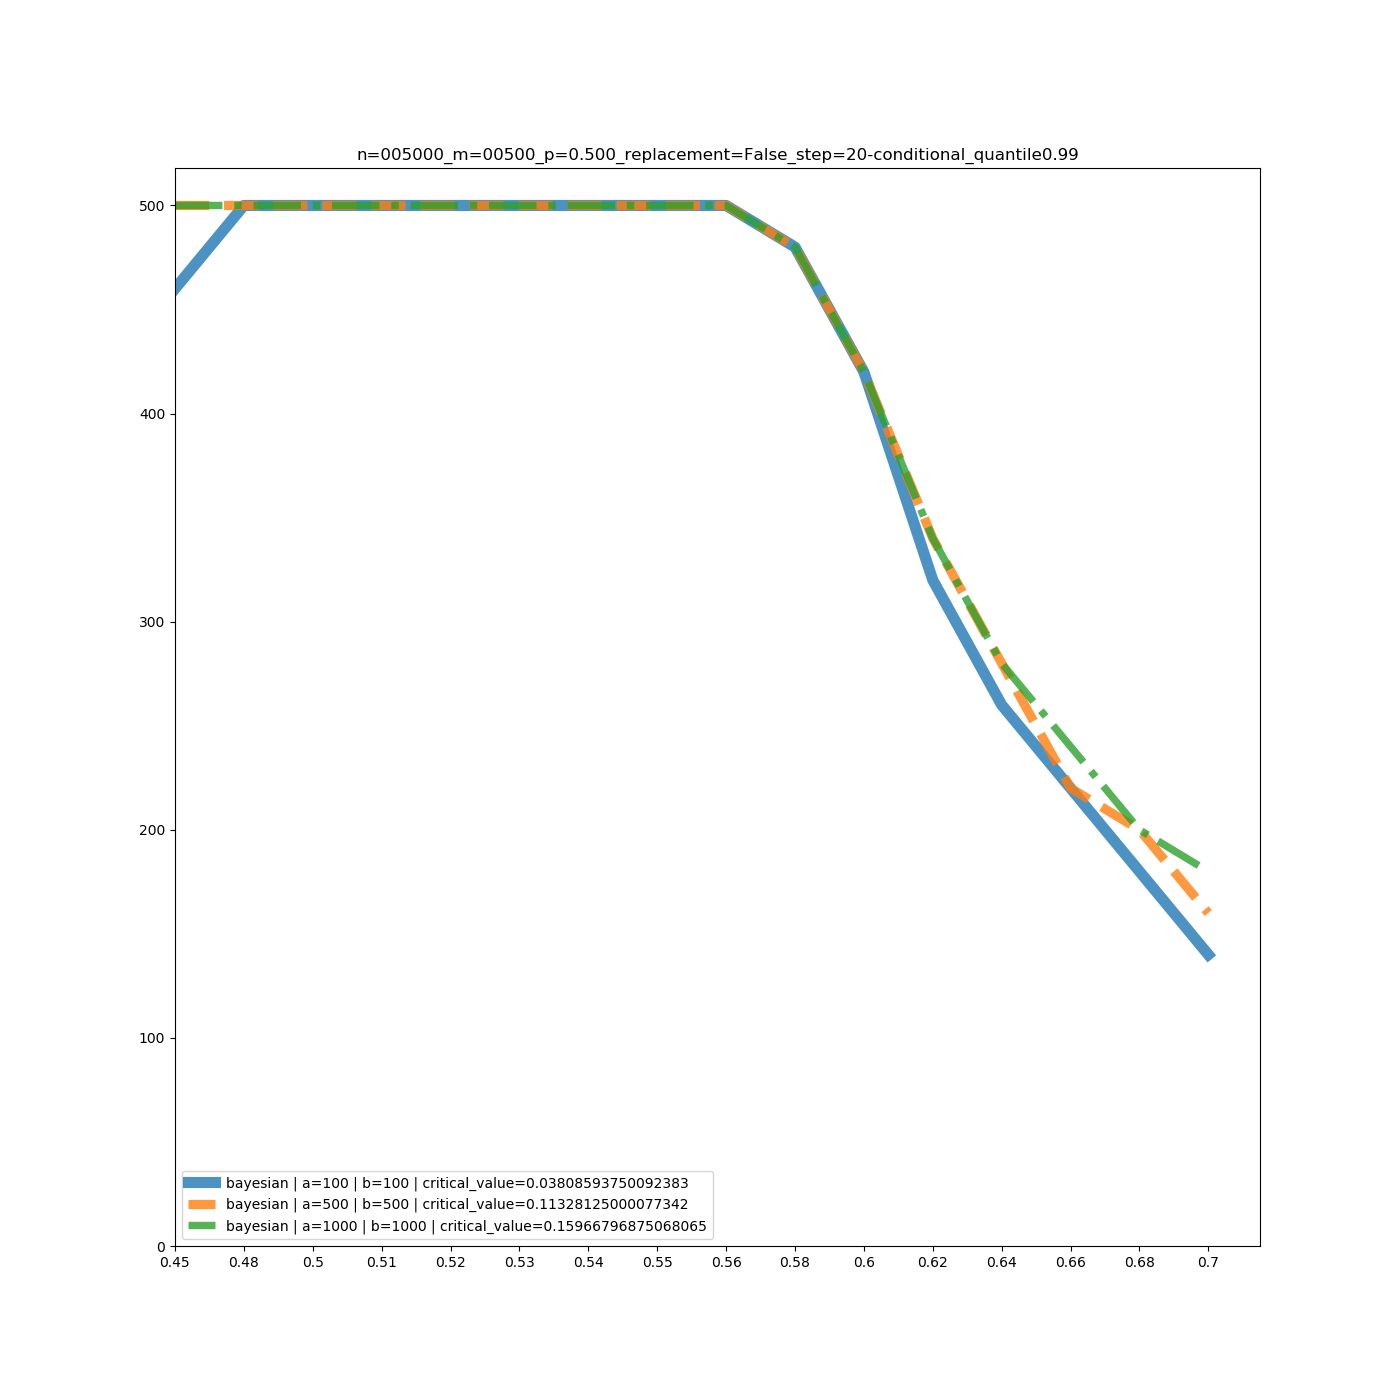 n=005000_m=00500_p=0.500_replacement=False_step=20-conditional_quantile0.99
500
400
300
200
100
0
0.45 0.48 0.5 0.51 0.52 0.53 0.54 0.55 0.56 0.58 0.6 0.62 0.64 0.66 0.68 0.7
bayesian | a=100 | b=100 | critical_value=0.03808593750092383
bayesian | a=500 | b=500 | critical_value=0.11328125000077342
bayesian | a=1000 | b=1000 | critical_value=0.15966796875068065